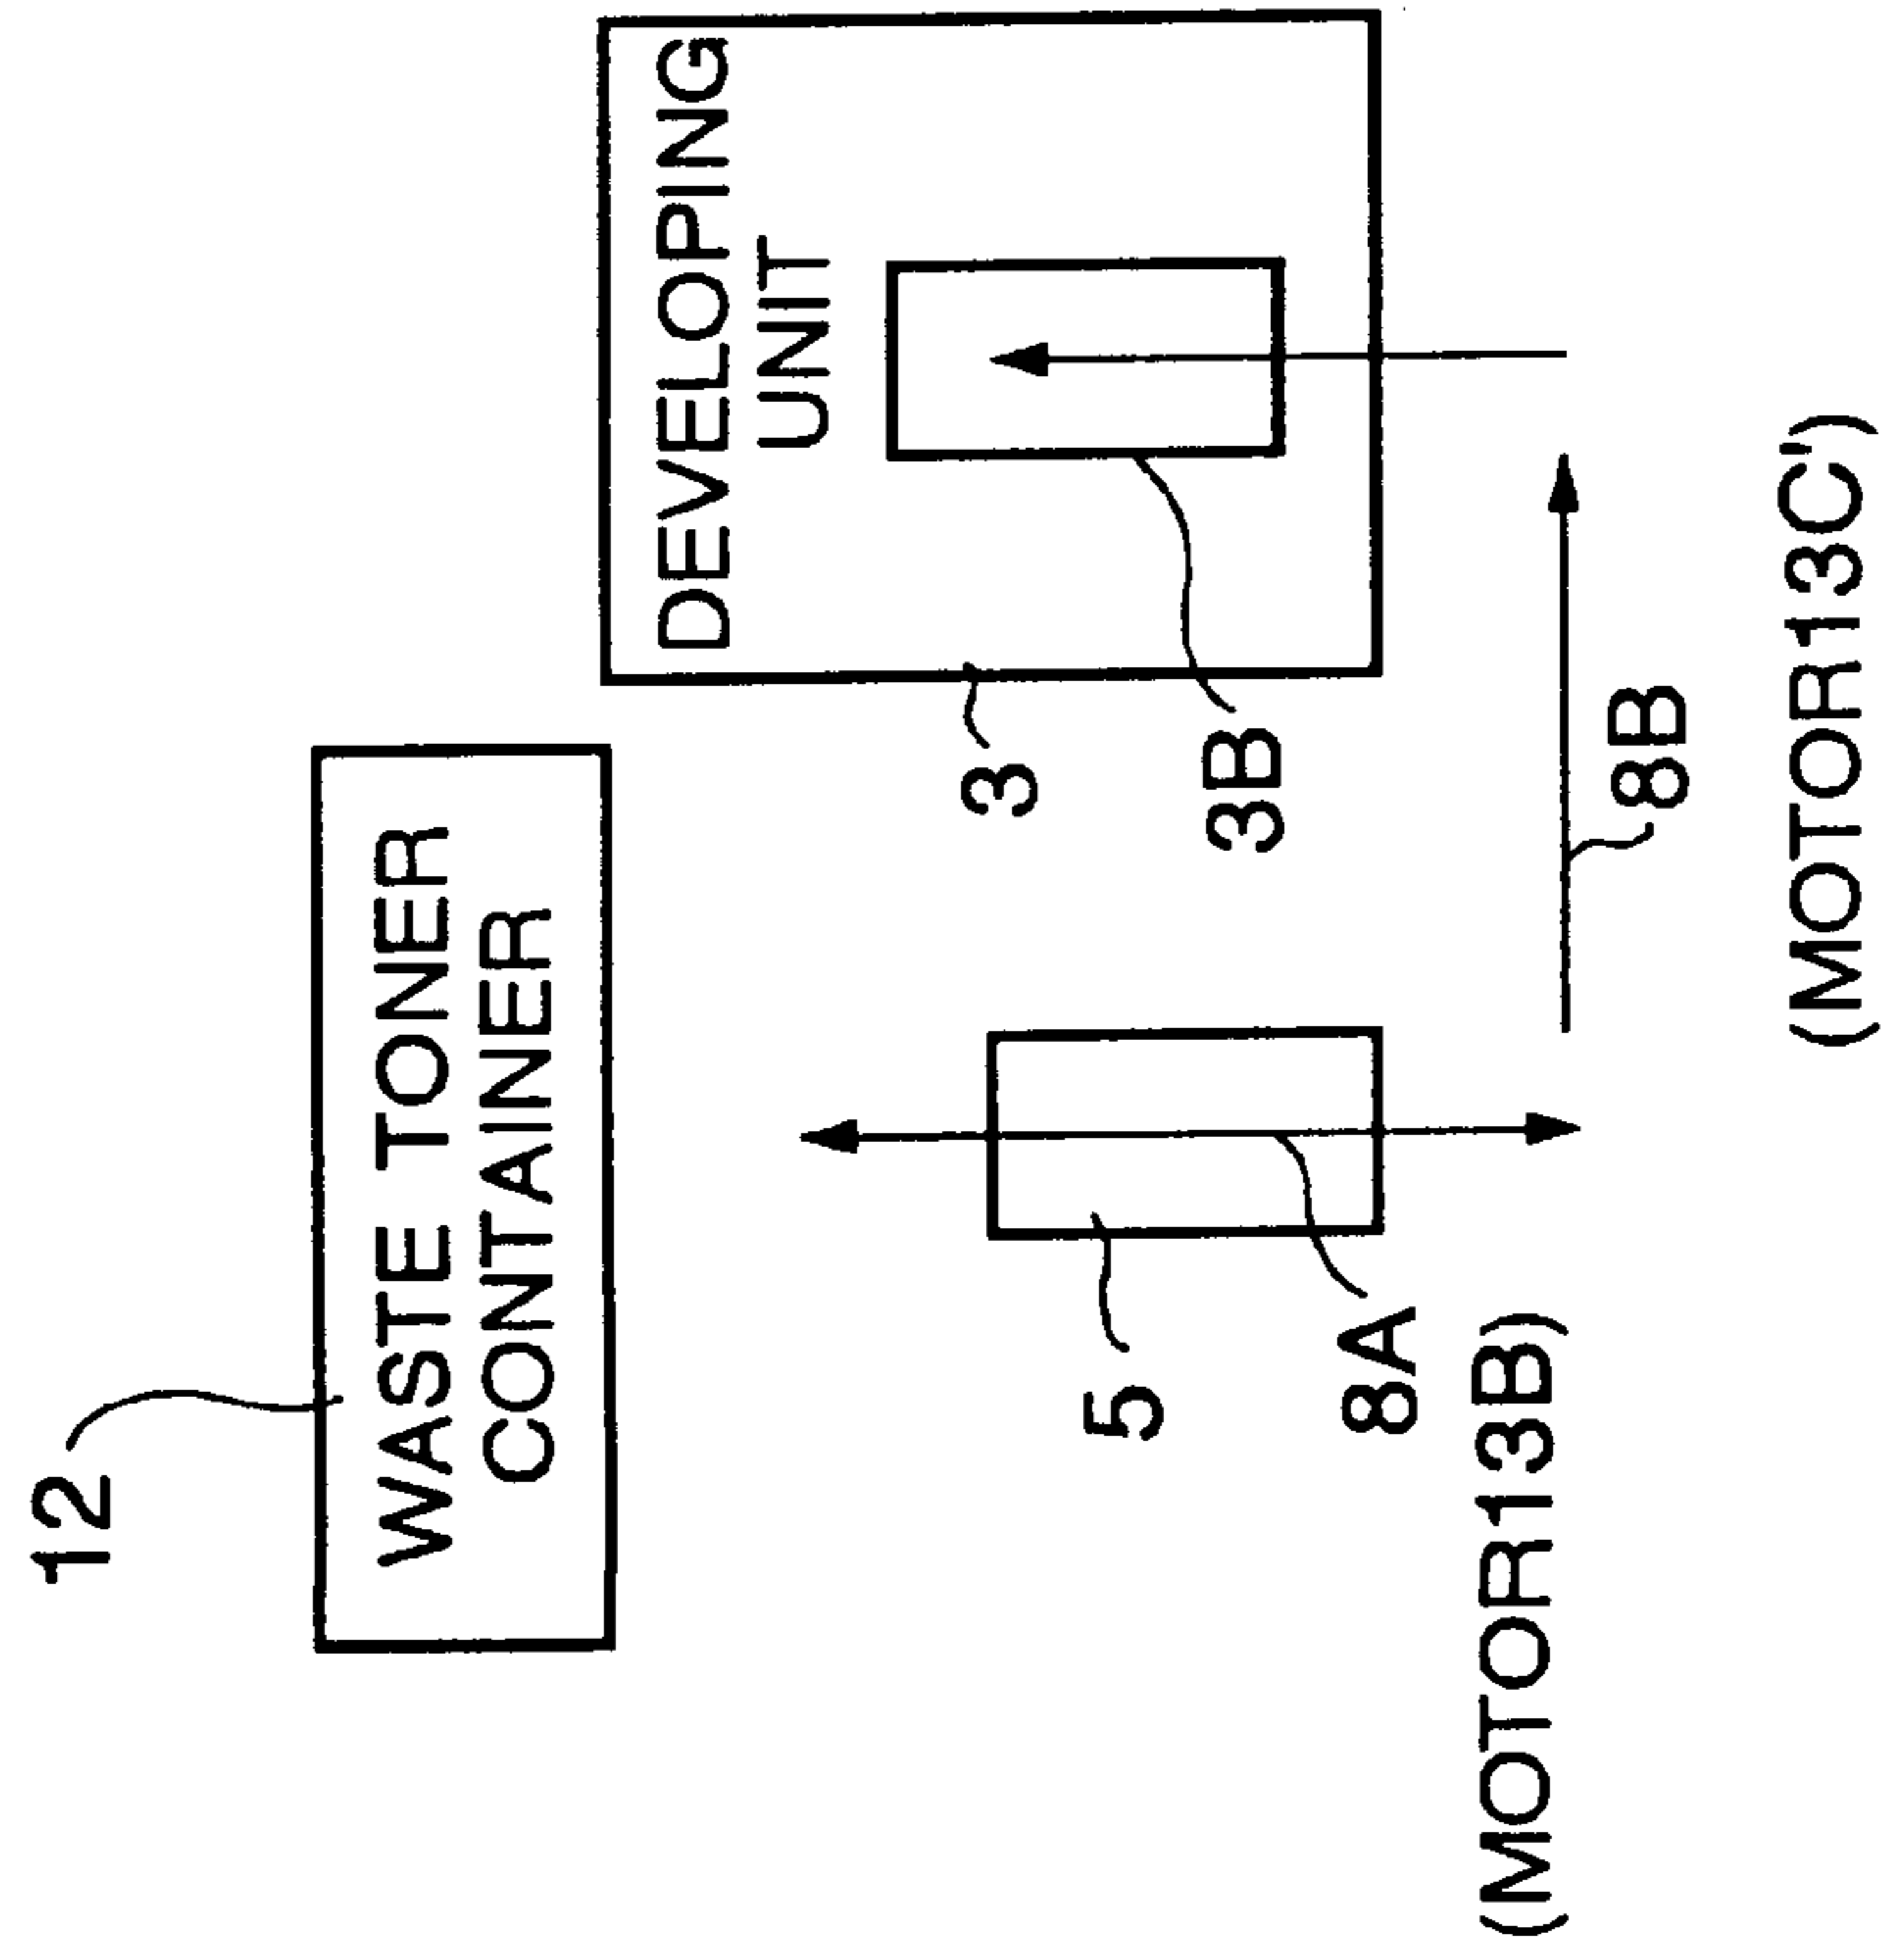 12
WASTE TONER
CONTAINER
DEVELOPING
UNIT
3
5
3B
8A
(MOTOR13B)
8B
(MOTOR13C')